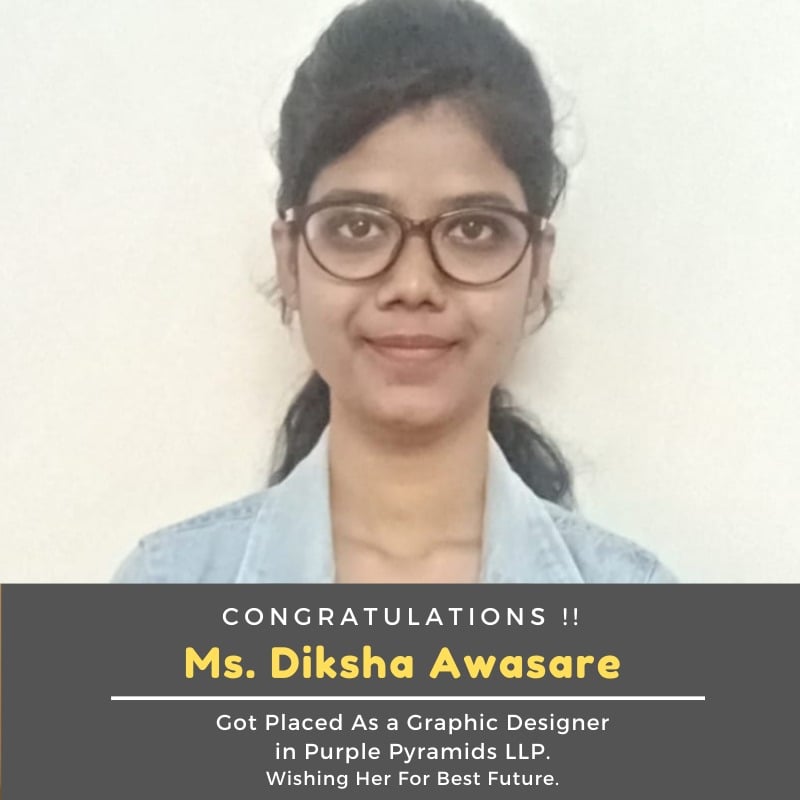 CONGRATULATIONS !!
Ms. Diksha Awasare
Got Placed As a Graphic Designer
in Purple Pyramids LLP.
Wishing Her For Best Future.